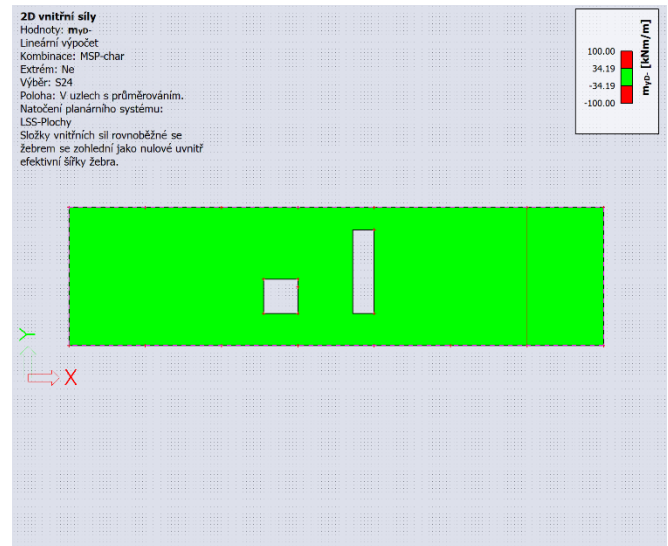 2D vnitřní síly
Hodnoty: myD-
Lineární výpočet
Kombinace: MSP-char
Extrém: Ne
Výběr: S24
Poloha: V uzlech s průměrováním.
Natočení planárního systému:
LSS-Plochy
Složky vnitřních sil rovnoběžné se
žebrem se zohlední jako nulové uvnitř
efektivní šířky žebra.
100.00
34.19
-34.19
-100.00
myD- [kNm/m]
Y
X